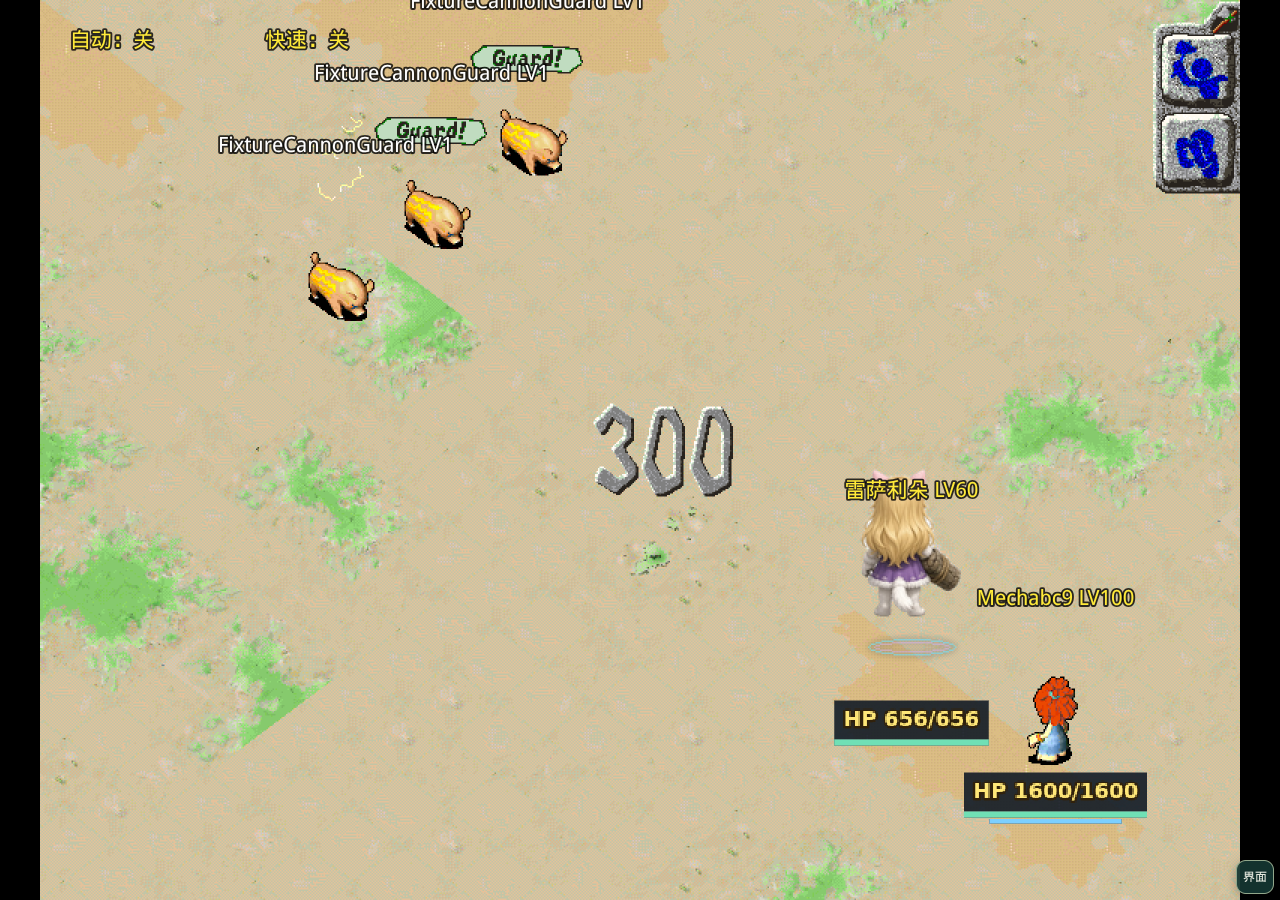 FixtureCannonGuard LV1
自动：关
快速：关
Guard!
FixtureCannonGuard LV1
Guard!
FixtureCannonGuard LV1
300
雷萨利朵 LV60
Mechabc9 LV100
HP 656/656
HP 1600/1600
界面